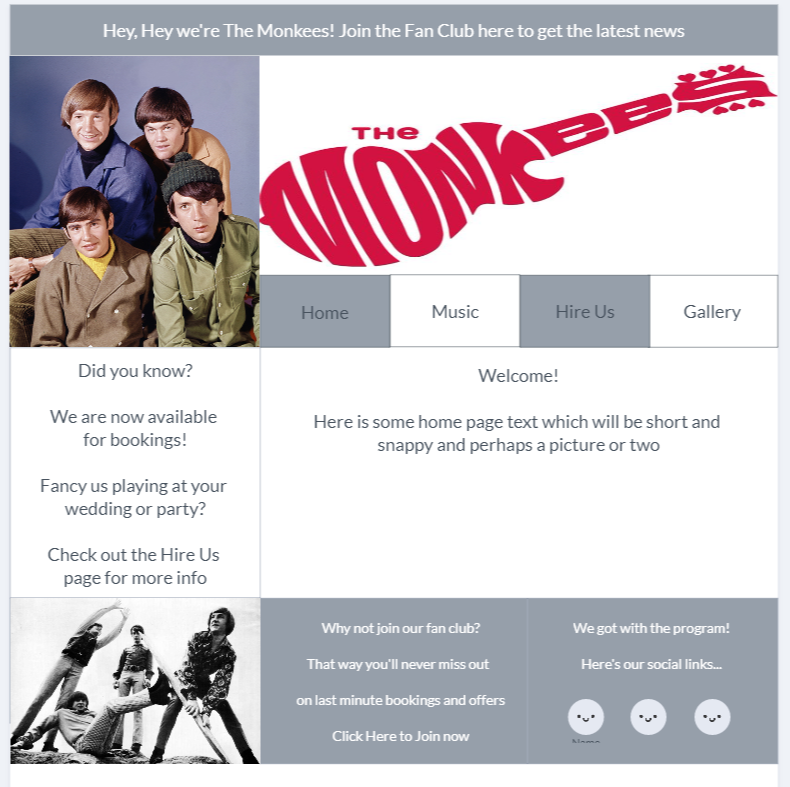 Hey, Hey we're The Monkees! Join the Fan Club here to get the latest news
THE
MONKEES
Home
Music
Hire Us
Gallery
Did you know?
We are now available
for bookings!
Fancy us playing at your
wedding or party?
Check out the Hire Us
page for more info
Welcome!
Here is some home page text which will be short and
snappy and perhaps a picture or two
Why not join our fan club?
That way you'll never miss out
on last minute bookings and offers
Click Here to Join now
We got with the program!
Here's our social links...